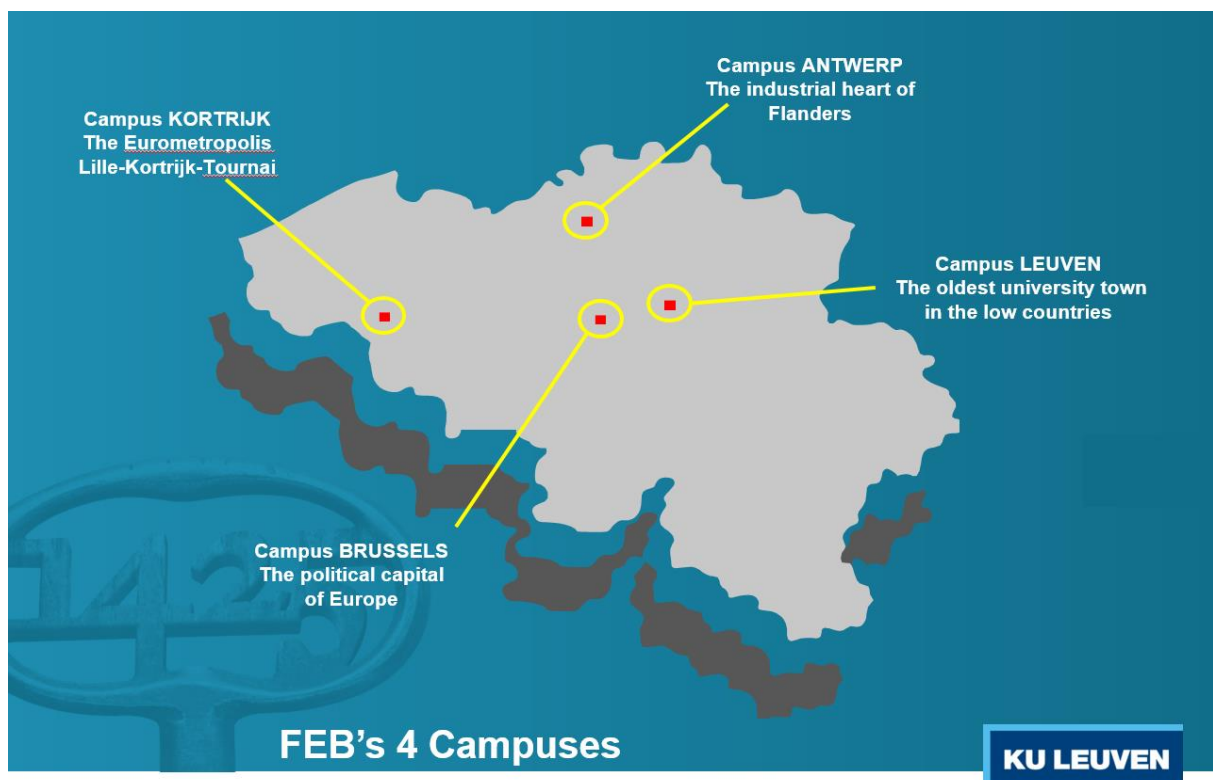 Campus ANTWERP
The industrial heart of
Flanders
Campus KORTRIJK
The Eurometropolis
Lille-Kortrijk-Tournai
Campus LEUVEN
The oldest university town
in the low countries
Campus BRUSSELS
The political capital
of Europe
1425
FEB's 4 Campuses
KU LEUVEN